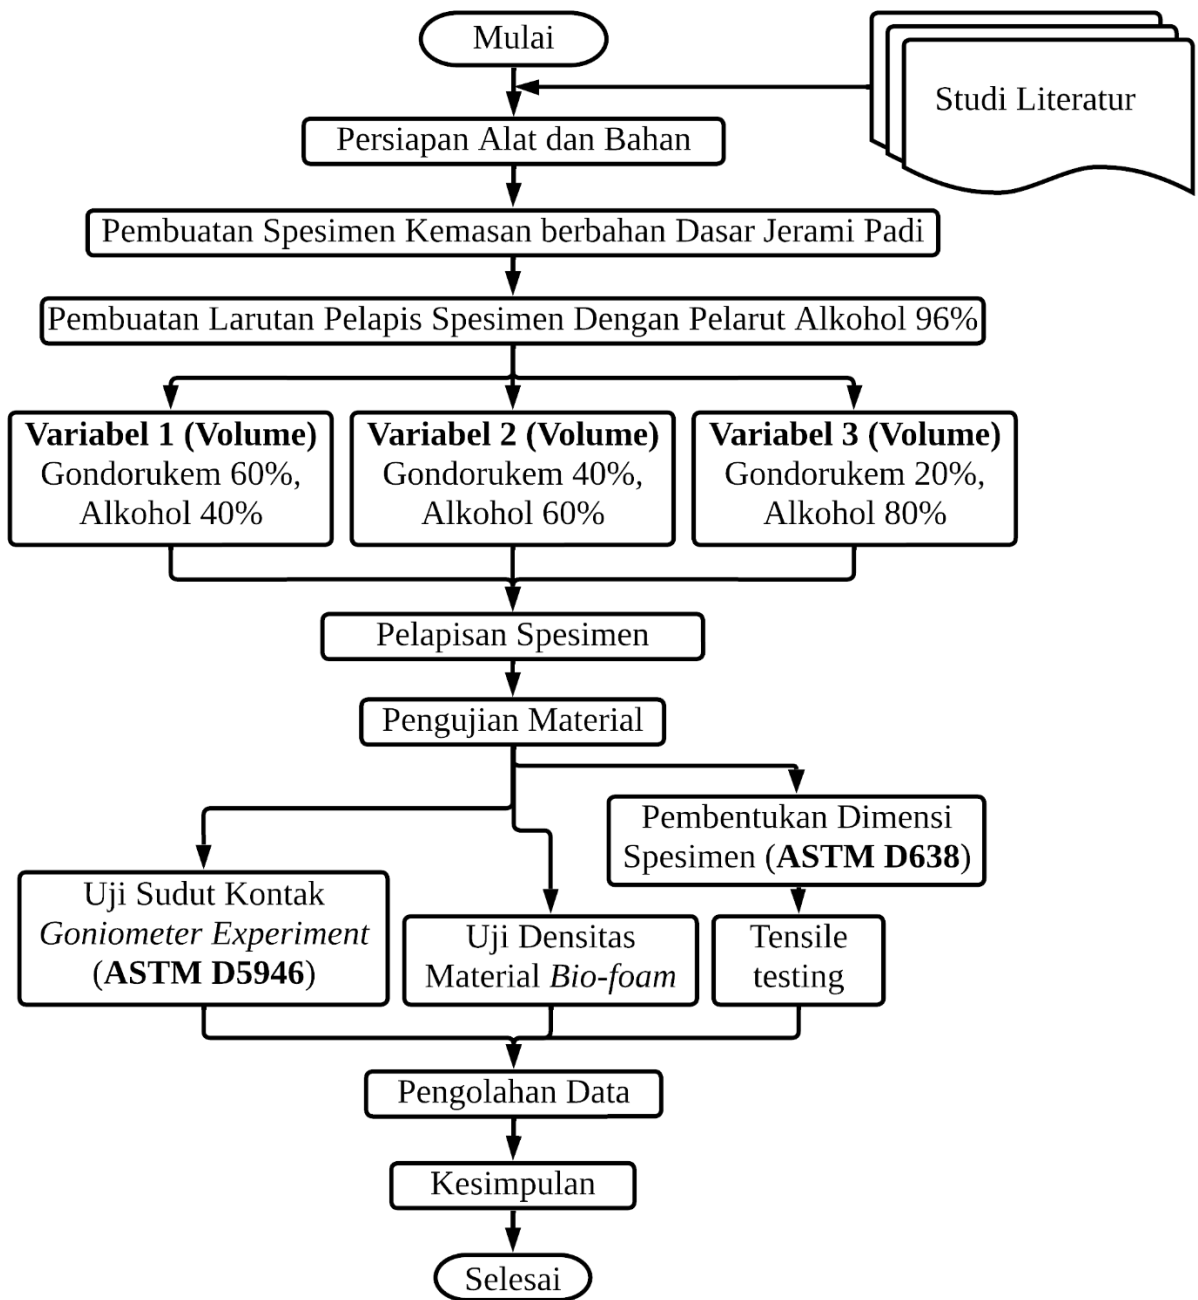 Mulai
Studi Literatur
Persiapan Alat dan Bahan
Pembuatan Spesimen Kemasan berbahan Dasar Jerami Padi
Pembuatan Larutan Pelapis Spesimen Dengan Pelarut Alkohol 96%
Variabel 1 (Volume)
Gondorukem 60%,
Alkohol 40%
Variabel 2 (Volume)
Gondorukem 40%,
Alkohol 60%
Variabel 3 (Volume)
Gondorukem 20%,
Alkohol 80%
Pelapisan Spesimen
Pengujian Material
Pembentukan Dimensi
Spesimen (ASTM D638)
Uji Sudut Kontak
Goniometer Experiment
(ASTM D5946)
Uji Densitas
Material Bio-foam
Tensile
testing
Pengolahan Data
Kesimpulan
Selesai